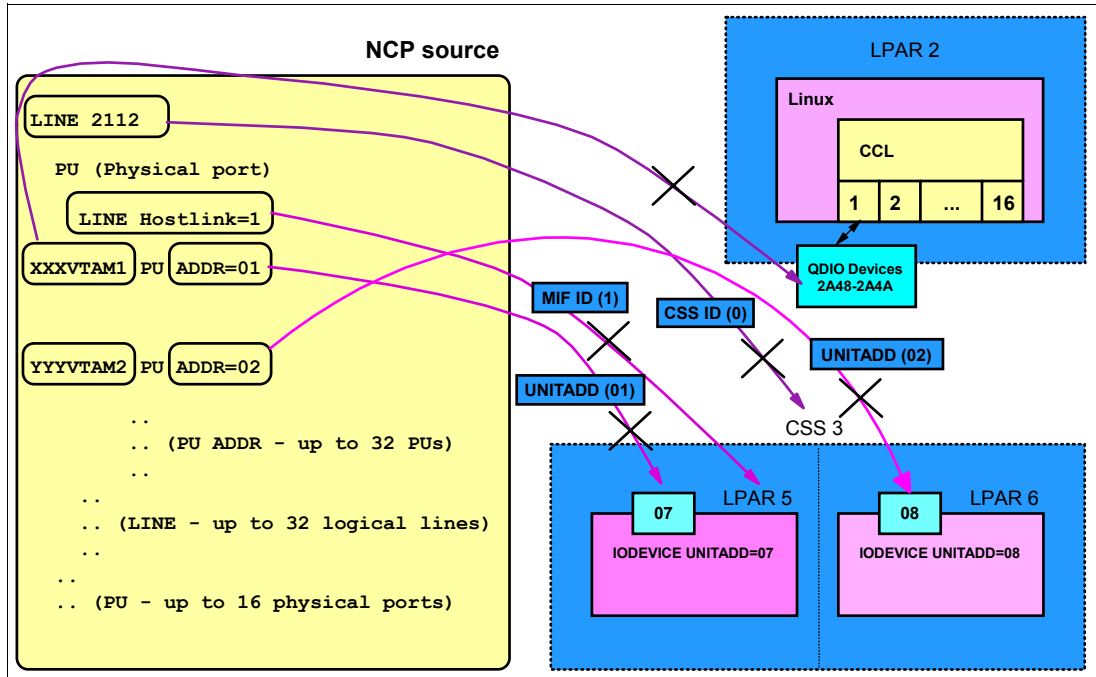 NCP source
LINE 2112
PU (Physical port)
LINE Hostlink=1
XXXVTAM1 PU ADDR=01
YYYVTAM2 PU ADDR=02
..
.. (PU ADDR - up to 32 PUs)
..
..
.. (LINE - up to 32 logical lines)
..
..
.. (PU - up to 16 physical ports)
LPAR 2
Linux
CCL
1 2 ... 16
QDIO Devices
2A48-2A4A
MIF ID (1)
CSS ID (0)
UNITADD (01)
UNITADD (02)
CSS 3
07 LPAR 5
IODEVICE UNITADD=07
08 LPAR 6
IODEVICE UNITADD=08